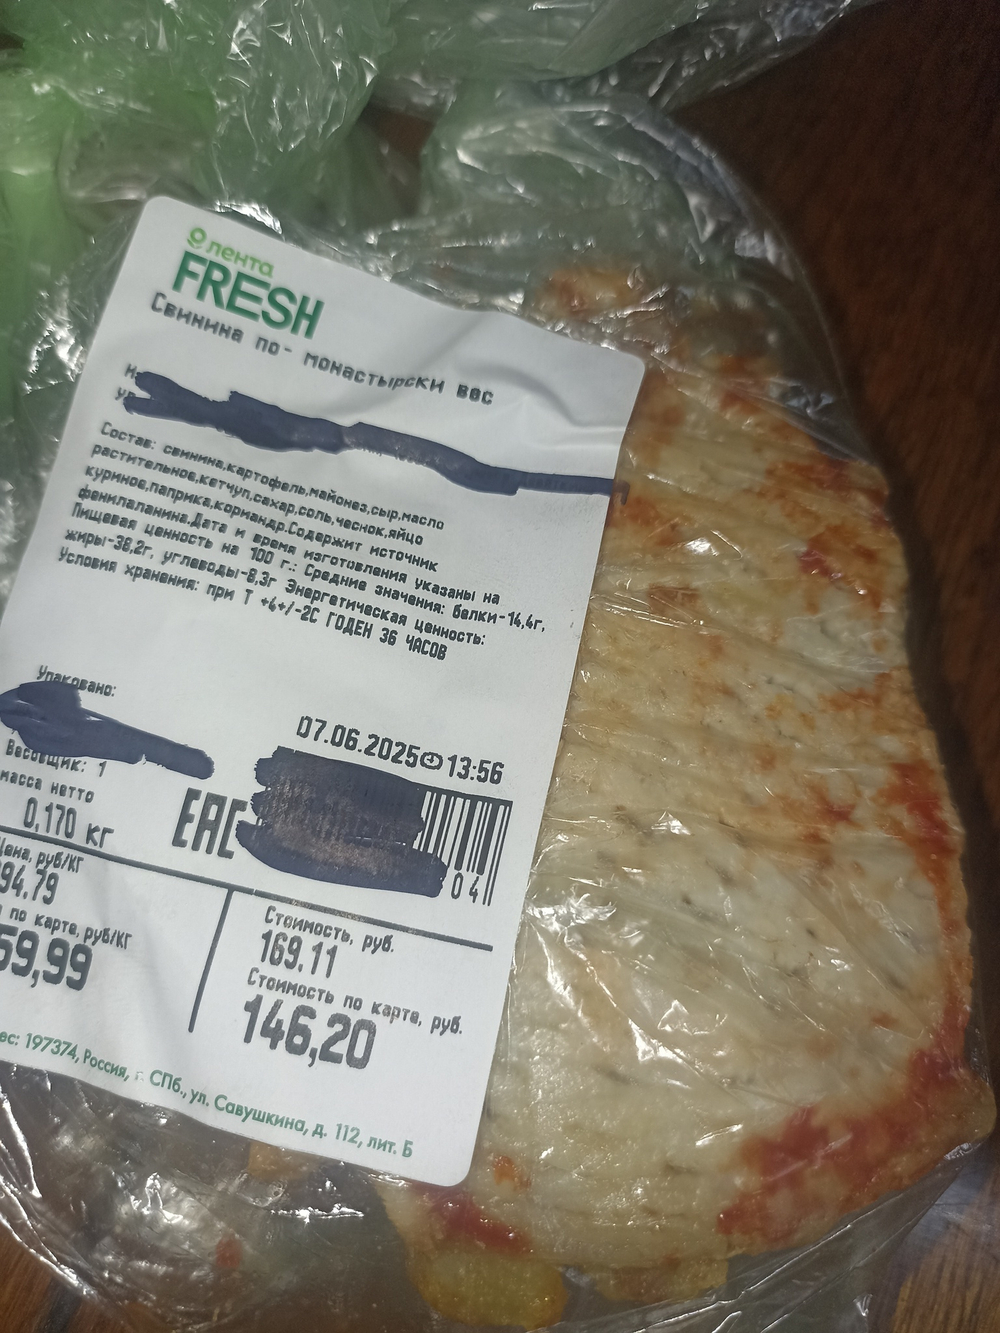 лента
FRESH
Свинина по- монастырски вес
Состав: свинина,картофель,майонез,сыр,масло
растительное,кетчуп,сахар,соль,чеснок,яйцо
куриное,паприка,кориандр.Содержит источник
фенилаланина.Дата и время изготовления указаны на
Пищевая ценность на 100 г.: Средние значения: белки-14,4г,
жиры-38,2г, углеводы-8,3г Энергетическая ценность:
Условия хранения: при Т +4+/-2С ГОДЕН 36 ЧАСОВ
Упаковано:
07.06.2025 13:56
Весовщик: 1
масса нетто
0,170 кг
EAC
04
Цена, руб/кг
94.79
по карте, руб/кг
59,99
Стоимость, руб.
169.11
Стоимость по карте, руб.
146,20
ес: 197374, Россия, г. СПб., ул. Савушкина, д. 112, лит. Б